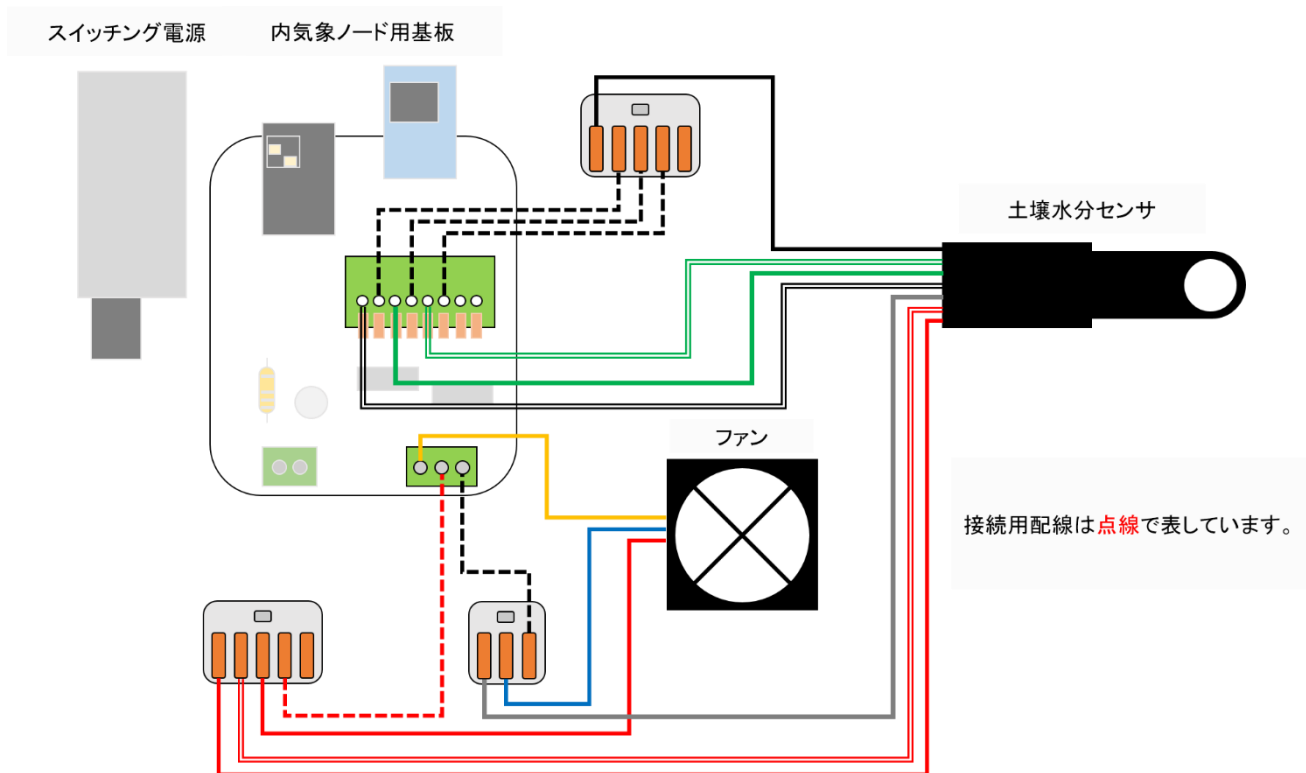 スイッチング電源
内気象ノード用基板
土壌水分センサ
ファン
接続用配線は点線で表しています。